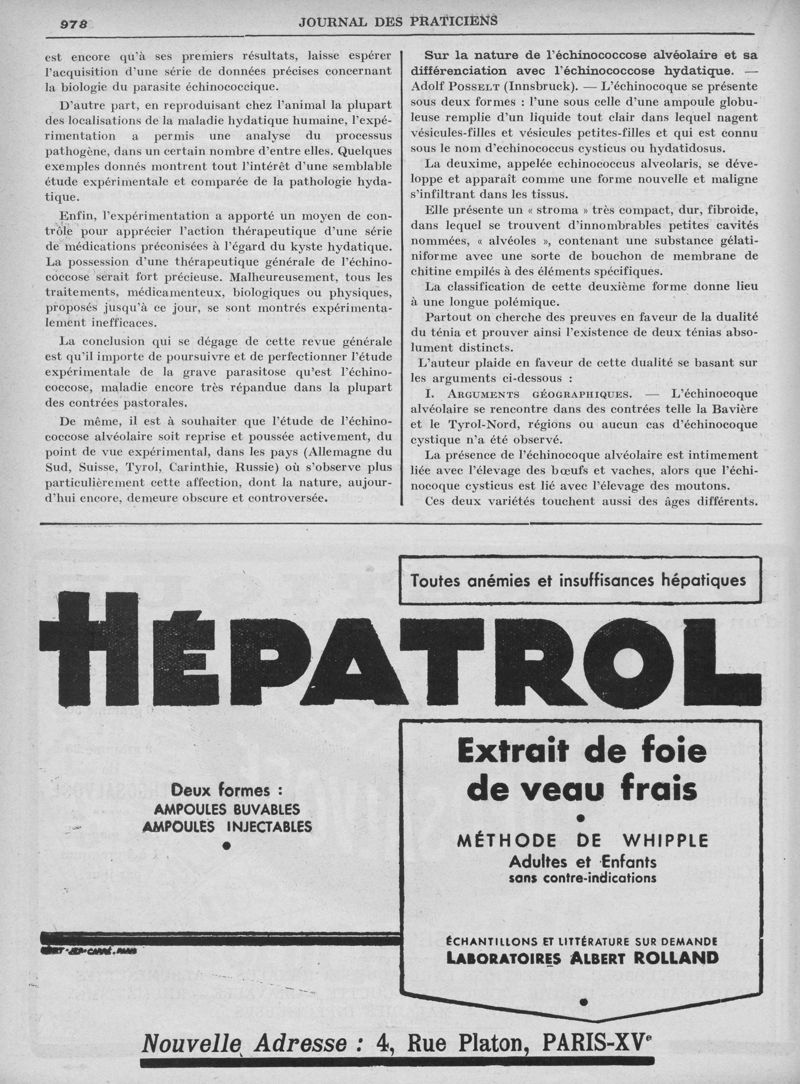 978
JOURNAL DES PRATICIENS
est encore qu'à ses premiers résultats, laisse espérer
l'acquisition d'une série de données précises concernant
la biologie du parasite échinococcique.
D'autre part, en reproduisant chez l'animal la plupart
des localisations de la maladie hydatique humaine, l'expé-
rimentation a permis une analyse du processus
pathogène, dans un certain nombre d'entre elles. Quelques
exemples donnés montrent tout l'intérêt d'une semblable
étude expérimentale et comparée de la pathologie hyda-
tique.
Enfin, l'expérimentation a apporté un moyen de con-
trôle pour apprécier l'action thérapeutique d'une série
de médications préconisées à l'égard du kyste hydatique.
La possession d'une thérapeutique générale de l'échino-
coccose serait fort précieuse. Malheureusement, tous les
traitements, médicamenteux, biologiques ou physiques,
proposés jusqu'à ce jour, se sont montrés expérimenta-
lement inefficaces.
La conclusion qui se dégage de cette revue générale
est qu'il importe de poursuivre et de perfectionner l'étude
expérimentale de la grave parasitose qu'est l'échino-
coccose, maladie encore très répandue dans la plupart
des contrées pastorales.
De même, il est à souhaiter que l'étude de l'échino-
coccose alvéolaire soit reprise et poussée activement, du
point de vue expérimental, dans les pays (Allemagne du
Sud, Suisse, Tyrol, Carinthie, Russie) où s'observe plus
particulièrement cette affection, dont la nature, aujour-
d'hui encore, demeure obscure et controversée.
Sur la nature de l'échinococcose alvéolaire et sa
différenciation avec l'échinococcose hydatique. —
Adolf POSSELT (Innsbruck). — L'échinocoque se présente
sous deux formes : l'une sous celle d'une ampoule globu-
leuse remplie d'un liquide tout clair dans lequel nagent
vésicules-filles et vésicules petites-filles et qui est connu
sous le nom d'echinococcus cysticus ou hydatidosus.
La deuxime, appelée echinococcus alveolaris, se déve-
loppe et apparaît comme une forme nouvelle et maligne
s'infiltrant dans les tissus.
Elle présente un « stroma » très compact, dur, fibroide,
dans lequel se trouvent d'innombrables petites cavités
nommées, « alvéoles », contenant une substance gélati-
niforme avec une sorte de bouchon de membrane de
chitine empilés à des éléments spécifiques.
La classification de cette deuxième forme donne lieu
à une longue polémique.
Partout on cherche des preuves en faveur de la dualité
du ténia et prouver ainsi l'existence de deux ténias abso-
lument distincts.
L'auteur plaide en faveur de cette dualité se basant sur
les arguments ci-dessous :
I. ARGUMENTS GÉOGRAPHIQUES. — L'échinocoque
alvéolaire se rencontre dans des contrées telle la Bavière
et le Tyrol-Nord, régions ou aucun cas d'échinocoque
cystique n'a été observé.
La présence de l'échinocoque alvéolaire est intimement
liée avec l'élevage des bœufs et vaches, alors que l'échi-
nocoque cysticus est lié avec l'élevage des moutons.
Ces deux variétés touchent aussi des âges différents.
Toutes anémies et insuffisances hépatiques
HÉPATROL
Deux formes :
AMPOULES BUVABLES
AMPOULES INJECTABLES
Extrait de foie
de veau frais
MÉTHODE DE WHIPPLE
Adultes et Enfants
sans contre-indications
ÉCHANTILLONS ET LITTÉRATURE SUR DEMANDE
LABORATOIRES ALBERT ROLLAND
Nouvelle Adresse : 4, Rue Platon, PARIS-XVe